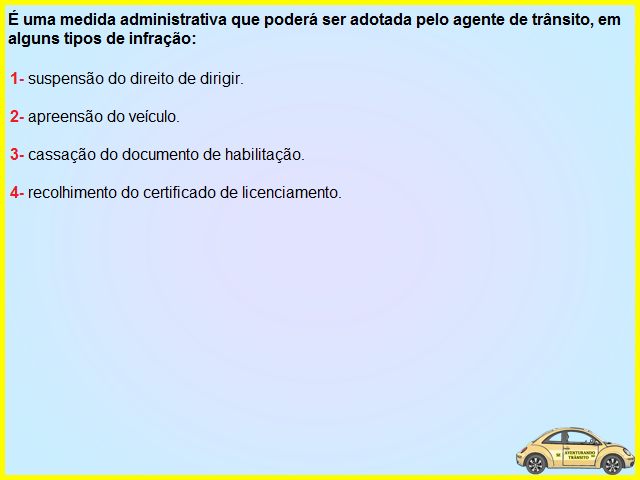 É uma medida administrativa que poderá ser adotada pelo agente de trânsito, em
alguns tipos de infração:
1- suspensão do direito de dirigir.
2- apreensão do veículo.
3- cassação do documento de habilitação.
4- recolhimento do certificado de licenciamento.
AVENTURANDO
TRÂNSITO